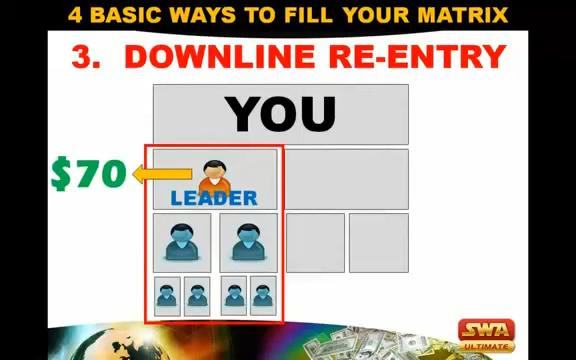 4 BASIC WAYS TO FILL YOUR MATRIX
3. DOWNLINE RE-ENTRY
YOU
$70
LEADER
SWA
ULTIMATE